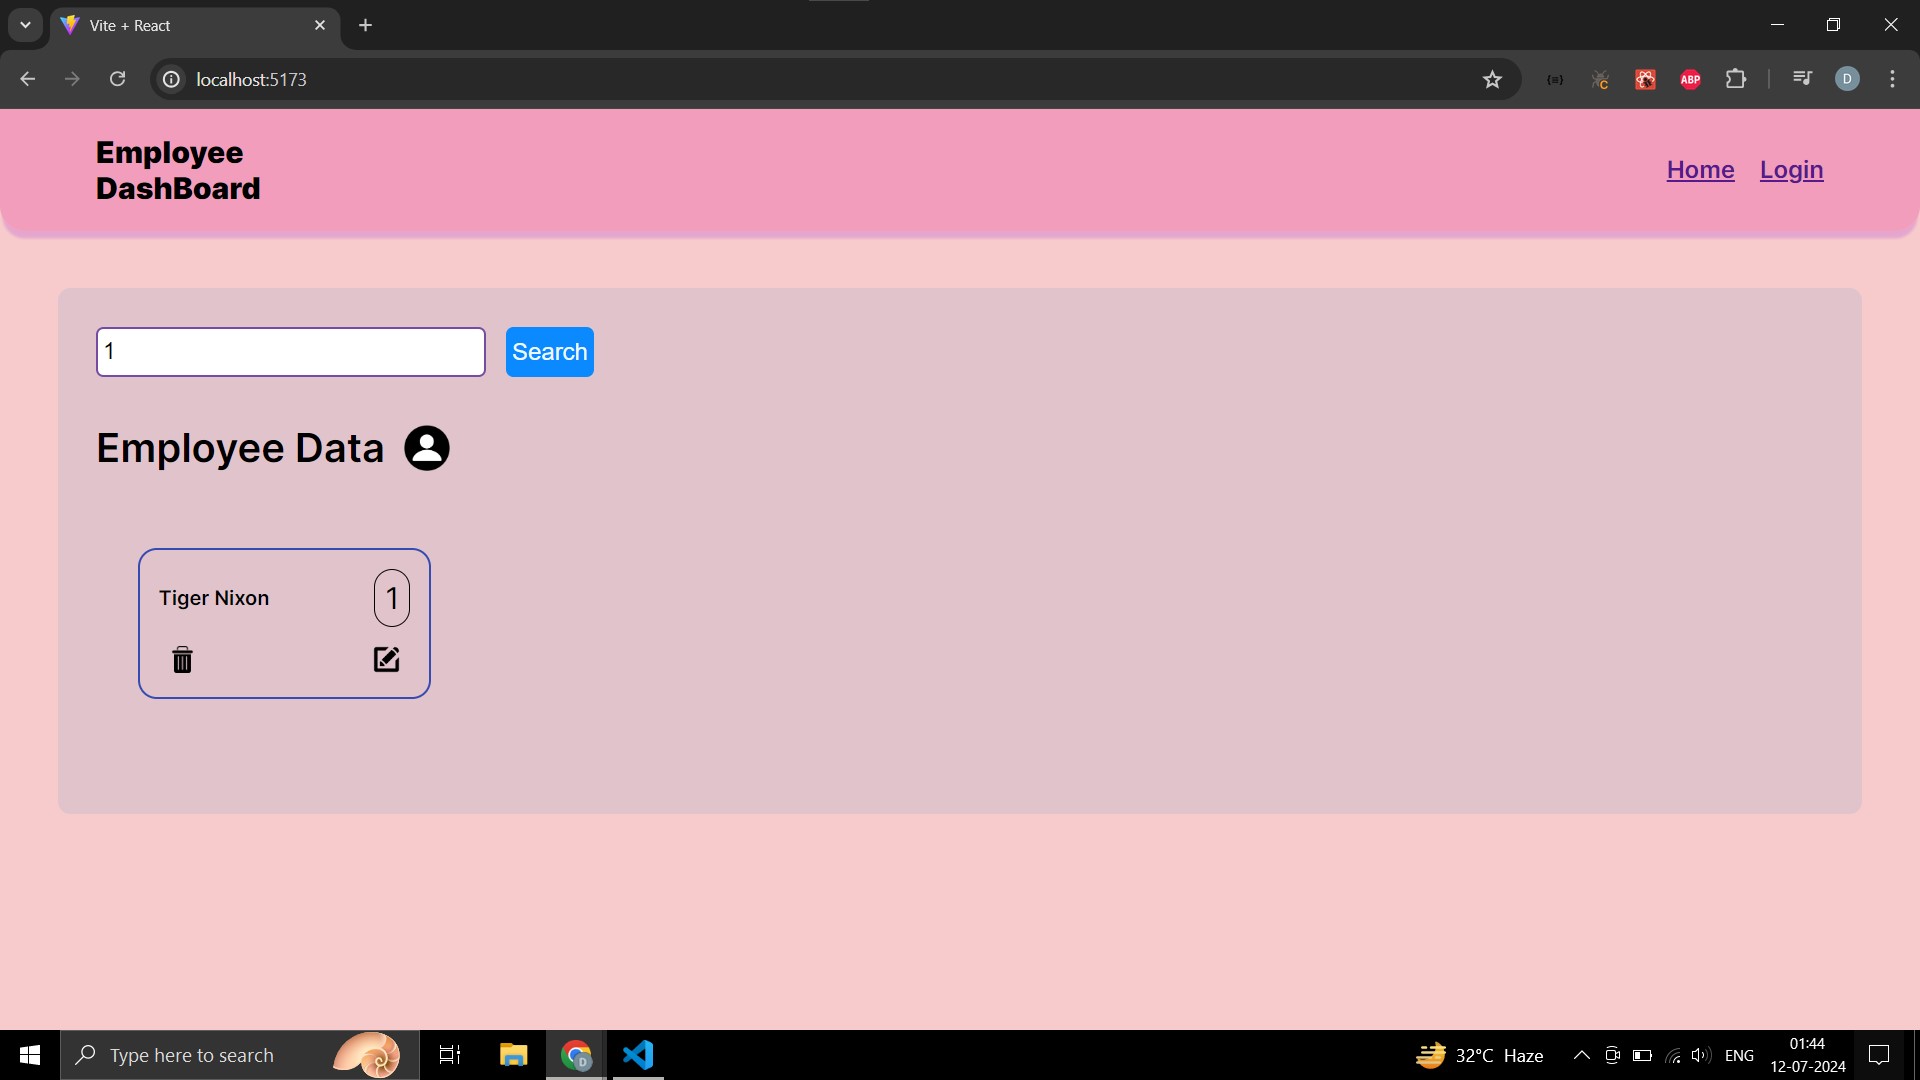 Vite + React
localhost:5173
ABP
D
Employee
DashBoard
Home
Login
1
Search
Employee Data
Tiger Nixon
1
Type here to search
D
32°C Haze
ENG
01:44
12-07-2024